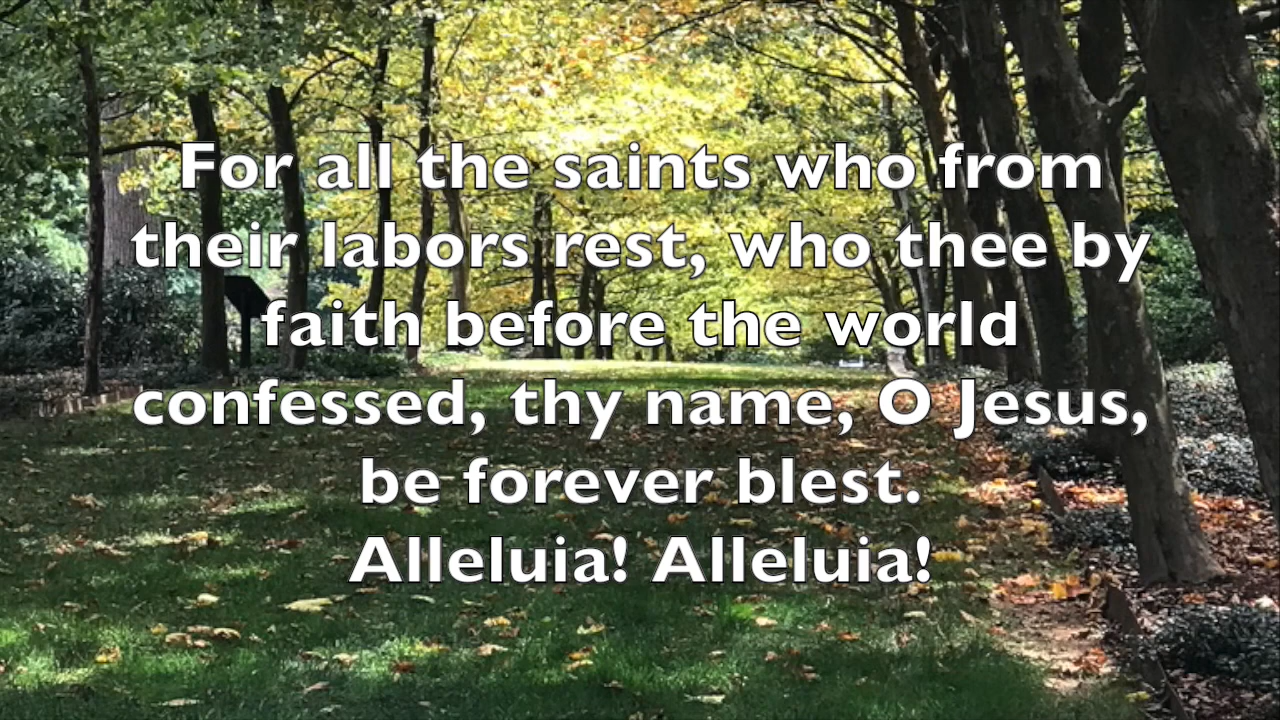 For all the saints who from
their labors rest, who thee by
faith before the world
confessed, thy name, O Jesus,
be forever blest.
Alleluia! Alleluia!